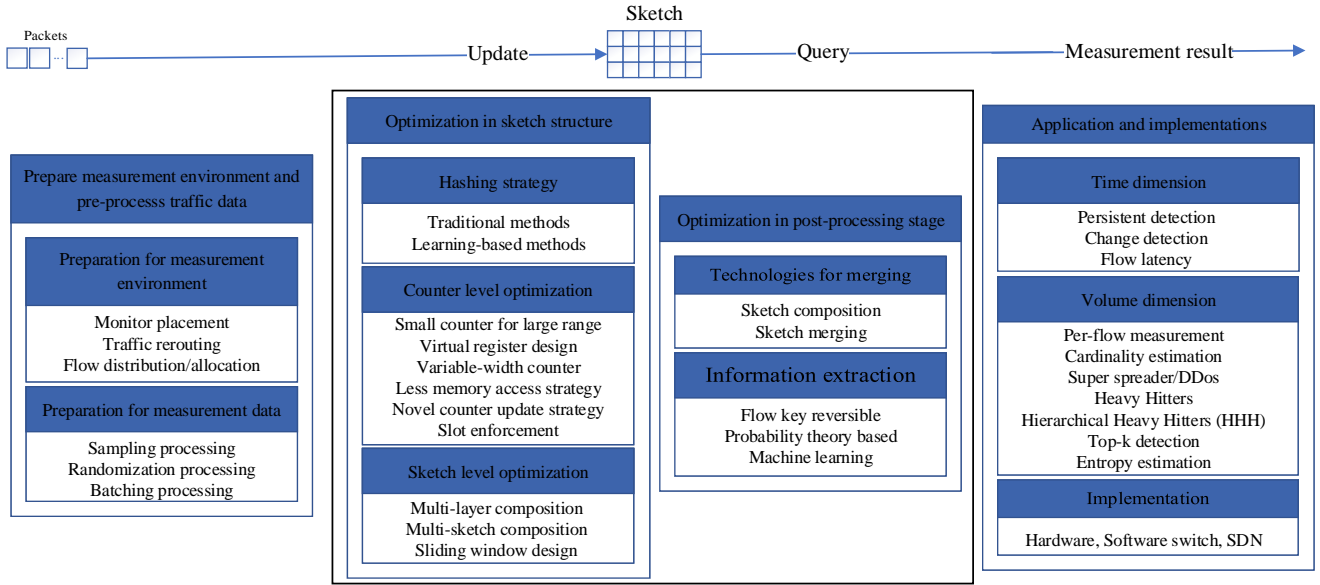 Sketch
Packets
...
Update
Query
Measurement result
Prepare measurement environment and
pre-processs traffic data
Preparation for measurement
environment
Monitor placement
Traffic rerouting
Flow distribution/allocation
Preparation for measurement data
Sampling processing
Randomization processing
Batching processing
Optimization in sketch structure
Hashing strategy
Traditional methods
Learning-based methods
Counter level optimization
Small counter for large range
Virtual register design
Variable-width counter
Less memory access strategy
Novel counter update strategy
Slot enforcement
Sketch level optimization
Multi-layer composition
Multi-sketch composition
Sliding window design
Optimization in post-processing stage
Technologies for merging
Sketch composition
Sketch merging
Information extraction
Flow key reversible
Probability theory based
Machine learning
Application and implementations
Time dimension
Persistent detection
Change detection
Flow latency
Volume dimension
Per-flow measurement
Cardinality estimation
Super spreader/DDos
Heavy Hitters
Hierarchical Heavy Hitters (HHH)
Top-k detection
Entropy estimation
Implementation
Hardware, Software switch, SDN